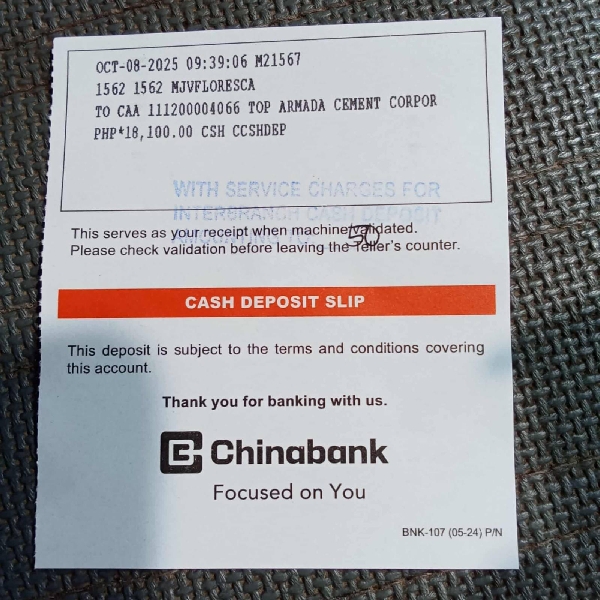 OCT-08-2025 09:39:06 M21567
1562 1562 MJVFLORESCA
TO CAA 111200004066 TOP ARMADA CEMENT CORPOR
PHP*18,100.00 CSH CCSHDEP
WITH SERVICE CHARGES FOR
INTERBRANCH CASH DEPOSIT
AMOUNTING TO 50
This serves as your receipt when machine validated.
Please check validation before leaving the Teller's counter.
CASH DEPOSIT SLIP
This deposit is subject to the terms and conditions covering
this account.
Thank you for banking with us.
Chinabank
Focused on You
BNK-107 (05-24) P/N